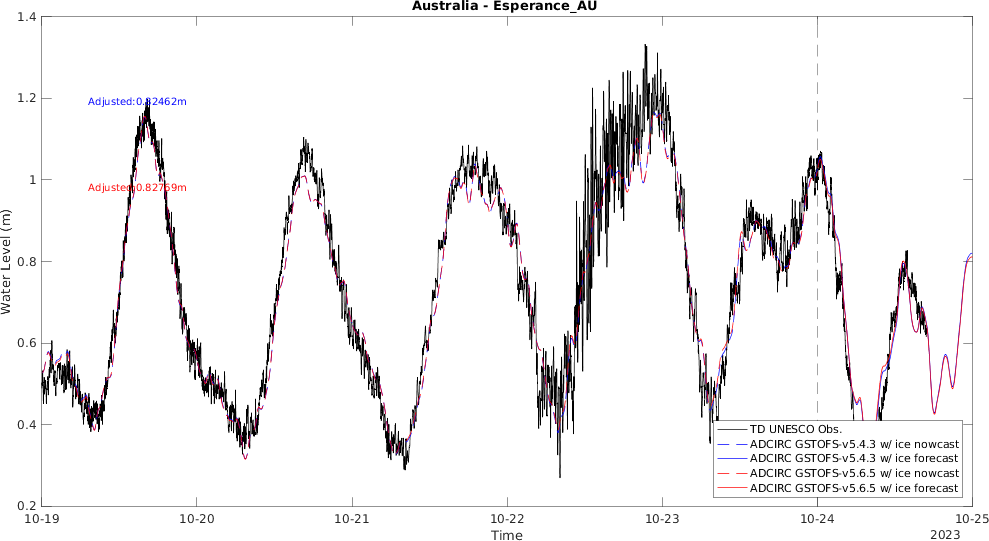 Australia - Esperance_AU
1.4
1.2
1
0.8
0.6
0.4
0.2
Water Level (m)
Adjusted:0.82462m
Adjusted:0.82769m
TD UNESCO Obs.
ADCIRC GSTOFS-v5.4.3 w/ ice nowcast
ADCIRC GSTOFS-v5.4.3 w/ ice forecast
ADCIRC GSTOFS-v5.6.5 w/ ice nowcast
ADCIRC GSTOFS-v5.6.5 w/ ice forecast
10-19 10-20 10-21 10-22 10-23 10-24 10-25
Time
2023